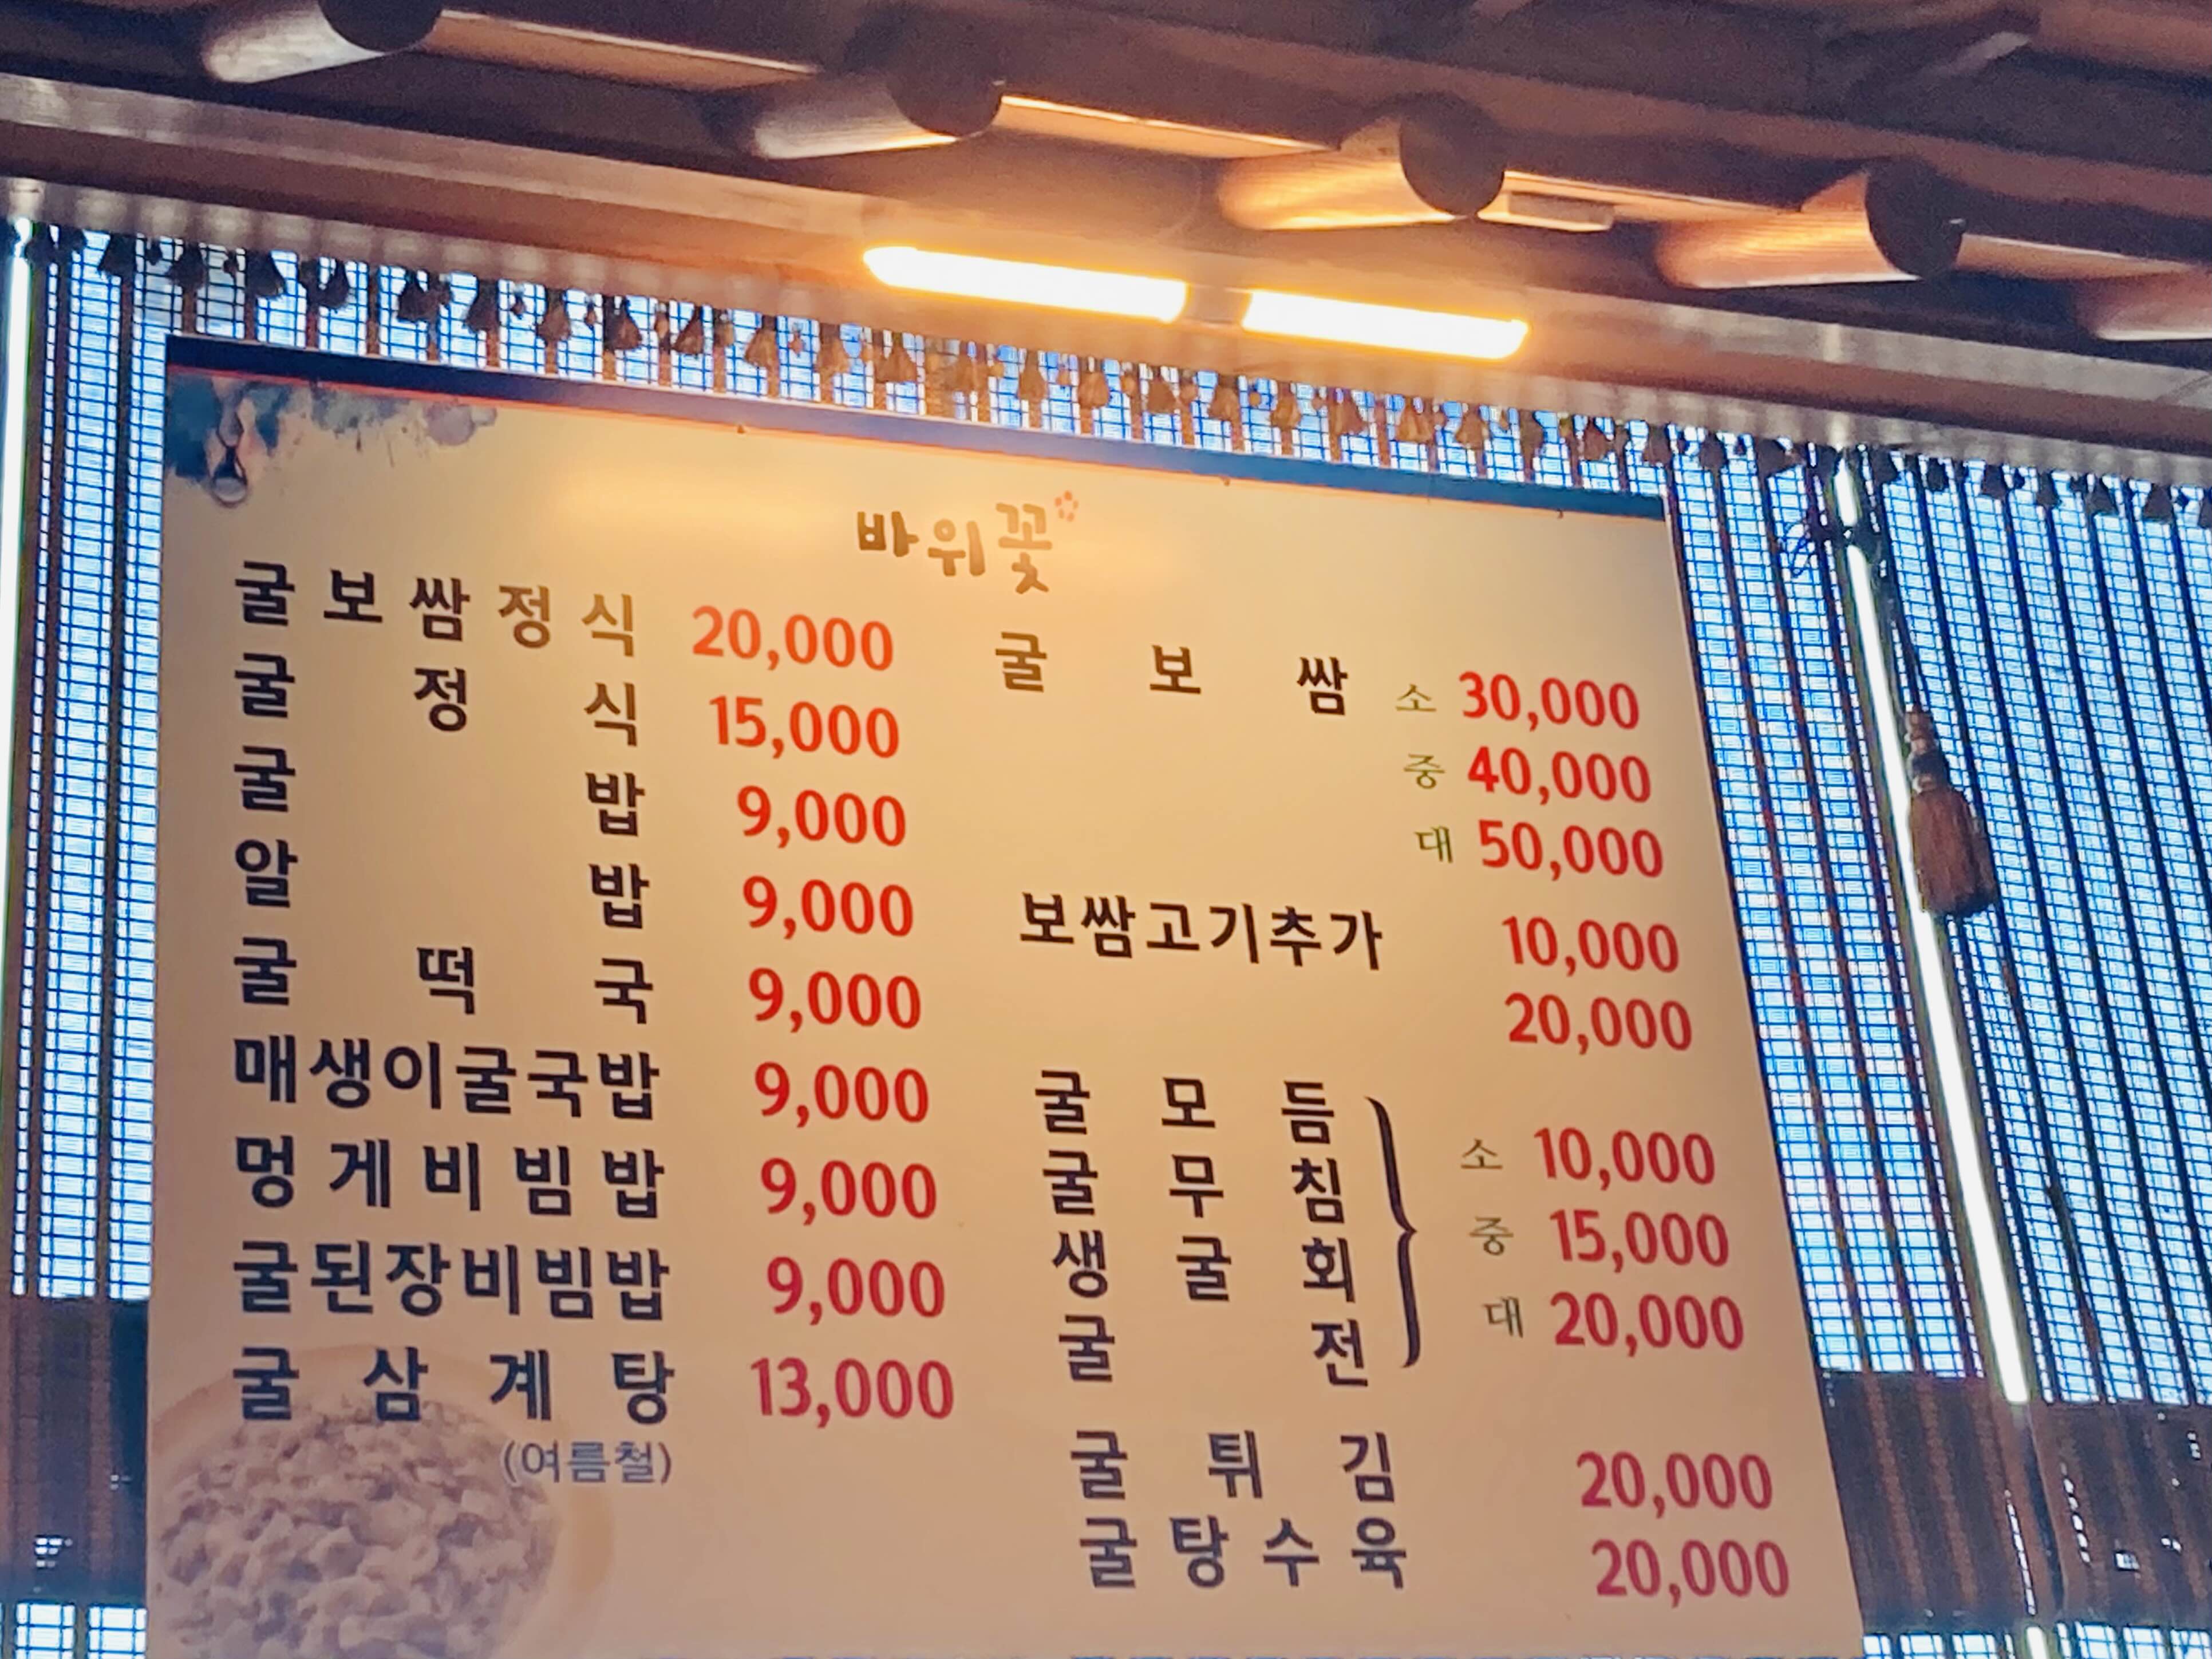 바위꽃
굴보쌈정식 20,000
굴정식 15,000
굴밥 9,000
알밥 9,000
굴떡국 9,000
매생이굴국밥 9,000
멍게비빔밥 9,000
굴된장비빔밥 9,000
굴삼계탕 13,000
(여름철)
굴보쌈 소 30,000
중 40,000
대 50,000
보쌈고기추가 10,000
20,000
굴모듬
굴무침
생굴회
굴전
소 10,000
중 15,000
대 20,000
굴튀김 20,000
굴탕수육 20,000